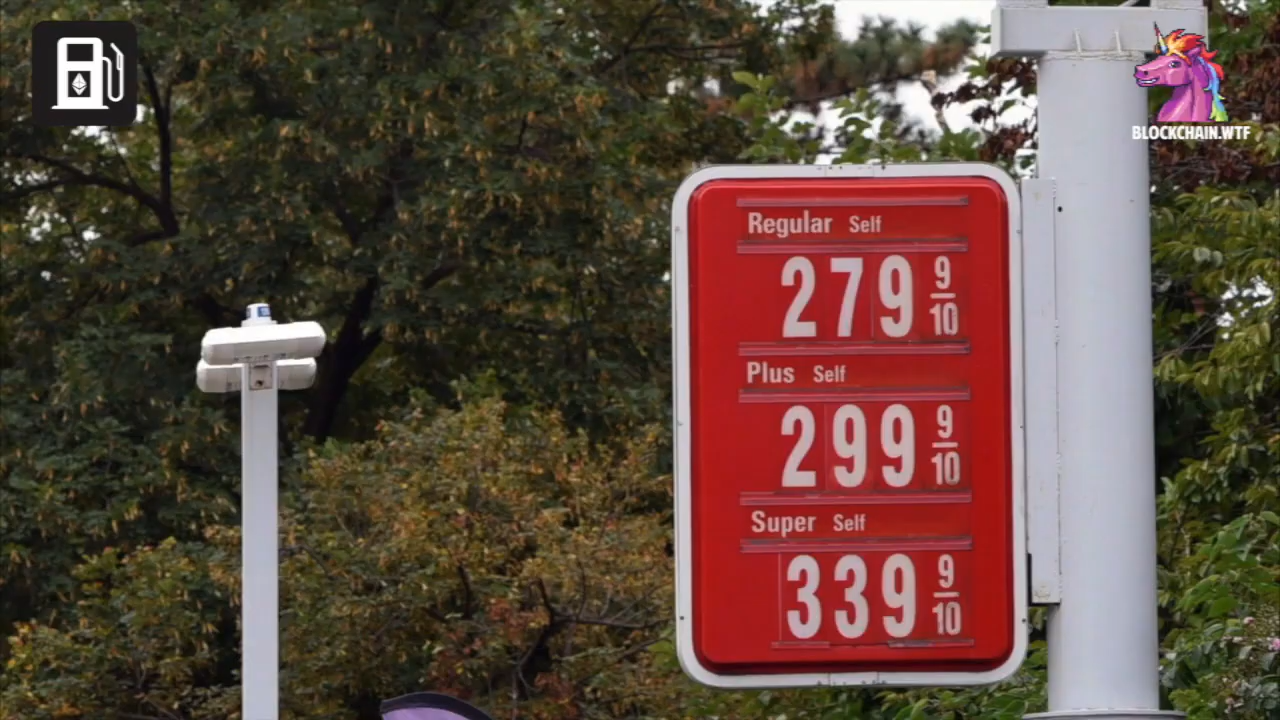 BLOCKCHAIN.WTF
Regular Self
279 9/10
Plus Self
299 9/10
Super Self
339 9/10